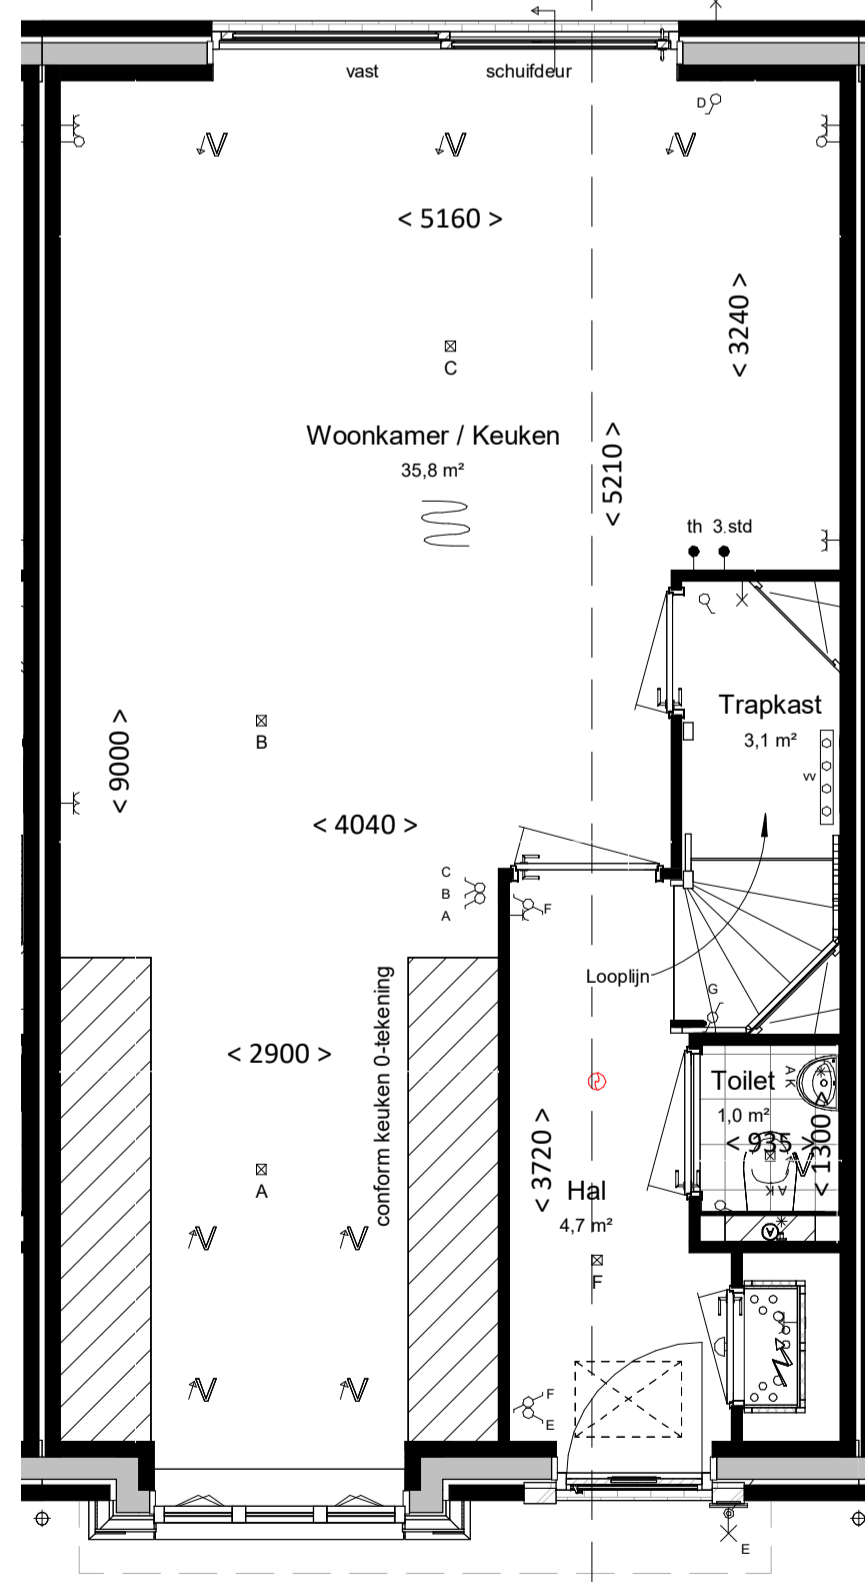 vast schuifdeur
D
V V V
< 5160 >
< 3240 >
C
Woonkamer / Keuken
35,8 m²
< 5210 >
th 3.std
Trapkast
3,1 m²
vv
B
< 9000 >
< 4040 >
C
B
A
F
Looplijn
G
conform keuken 0-tekening
< 2900 >
Toilet
1,0 m²
A K
< 935 >
< 1300 >
V
A K
< 3720 >
Hal
4,7 m²
A
A
F
V V
V V
F
E
E